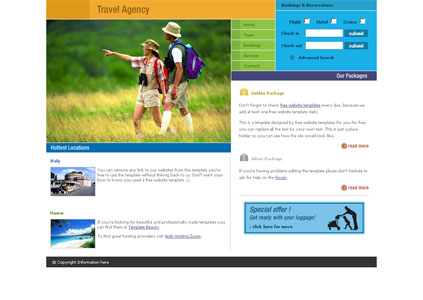 Travel Agency
Bookings & Reservations
Home
Tours
Bookings
Services
Contacts
Flight
Hotel
Cruise
Check in
submit
Check out
submit
Advanced Search
Our Packages
Golden Package
Don't forget to check free website templates every day, because we
add at least one free website template daily.
This is a template designed by free website templates for you for free
you can replace all the text by your own text. This is just a place
holder so you can see how the site would look like.
read more
Silver Package
If you're having problems editing the template please don't hesitate to
ask for help on the forum.
read more
Special offer !
Get ready with your luggage!
click here for more
Hottest Locations
Italy
You can remove any link to our websites from this template you're
free to use the template without linking back to us. Don't want your
boss to know you used a free website template ;).
Hawaii
If you're looking for beautiful and professionally made templates you
can find them at Template Beauty.
To find great hosting providers visit Web Hosting Zoom.
© Copyright Information here